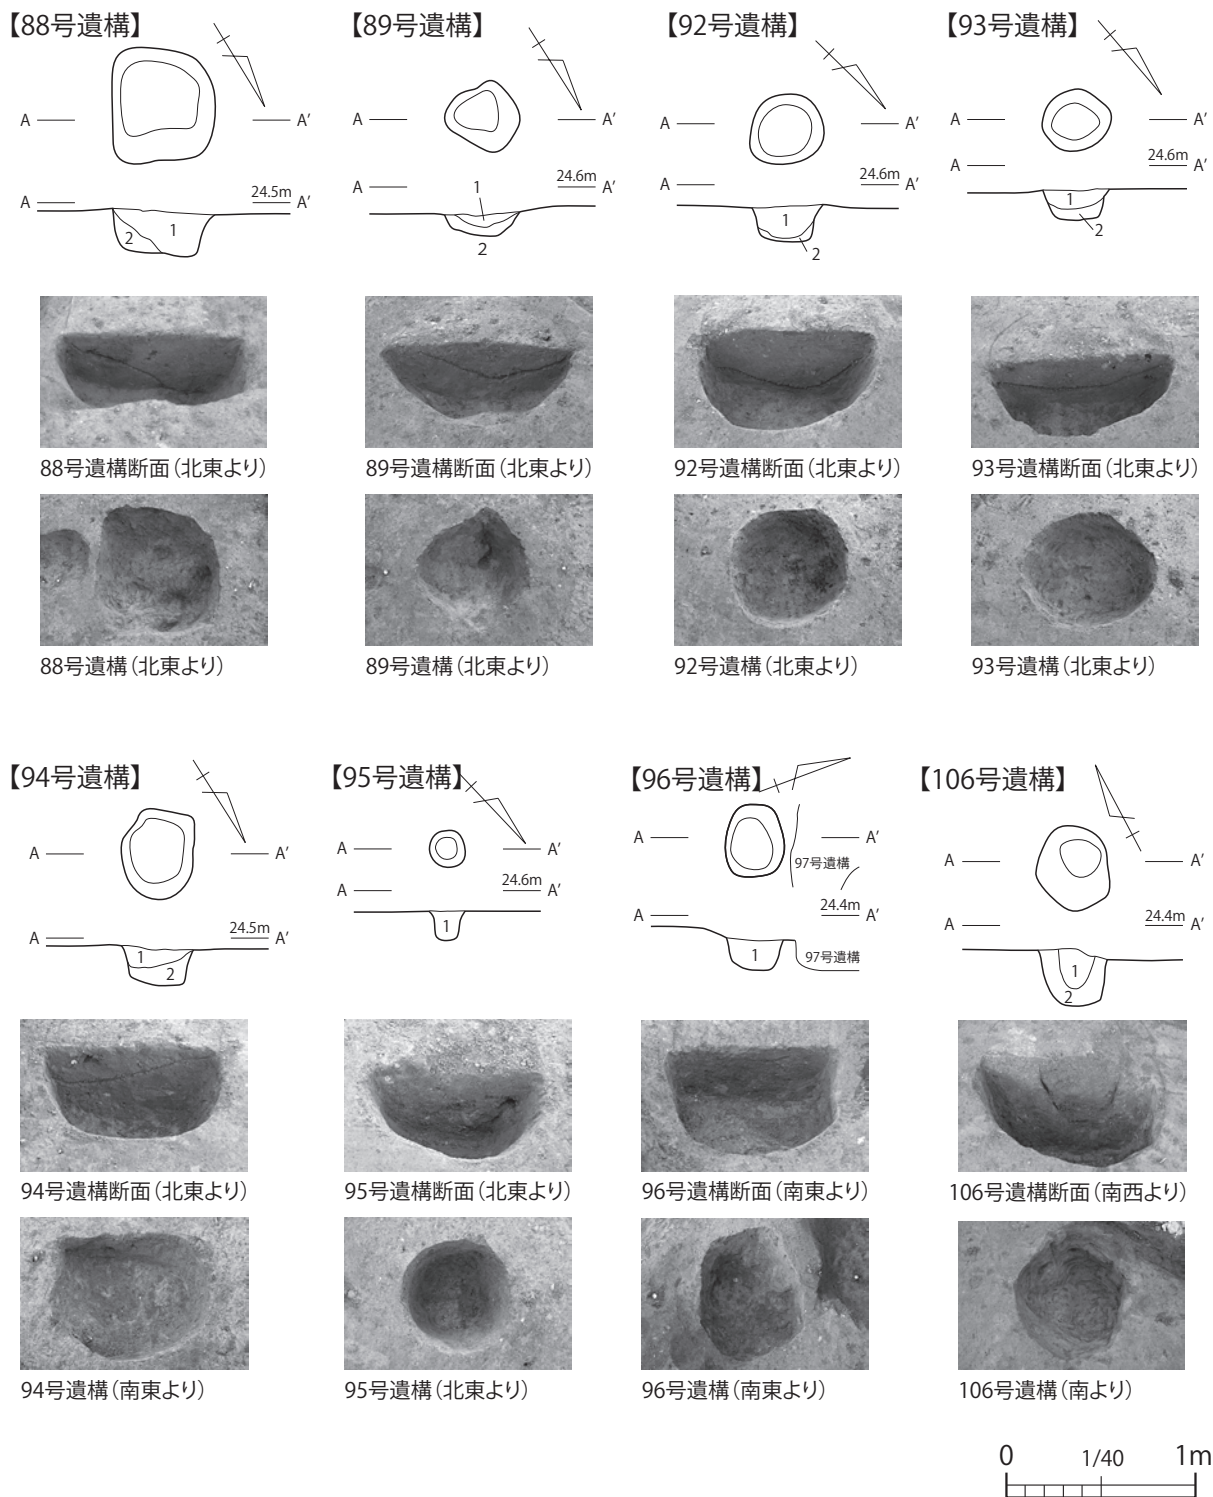 【88号遺構】
A
A′
24.5m
A
A′
1
2
88号遺構断面（北東より）
88号遺構（北東より）
【89号遺構】
A
A′
24.6m
A
A′
1
2
89号遺構断面（北東より）
89号遺構（北東より）
【92号遺構】
A
A′
24.6m
A
A′
1
2
92号遺構断面（北東より）
92号遺構（北東より）
【93号遺構】
A
A′
24.6m
A
A′
1
2
93号遺構断面（北東より）
93号遺構（北東より）
【94号遺構】
A
A′
24.5m
A
A′
1
2
94号遺構断面（北東より）
94号遺構（南東より）
【95号遺構】
A
A′
24.6m
A
A′
1
95号遺構断面（北東より）
95号遺構（北東より）
【96号遺構】
A
A′
97号遺構
24.4m
A
A′
1
97号遺構
96号遺構断面（南東より）
96号遺構（南東より）
【106号遺構】
A
A′
24.4m
A
A′
1
2
106号遺構断面（南西より）
106号遺構（南より）
0 1/40 1m